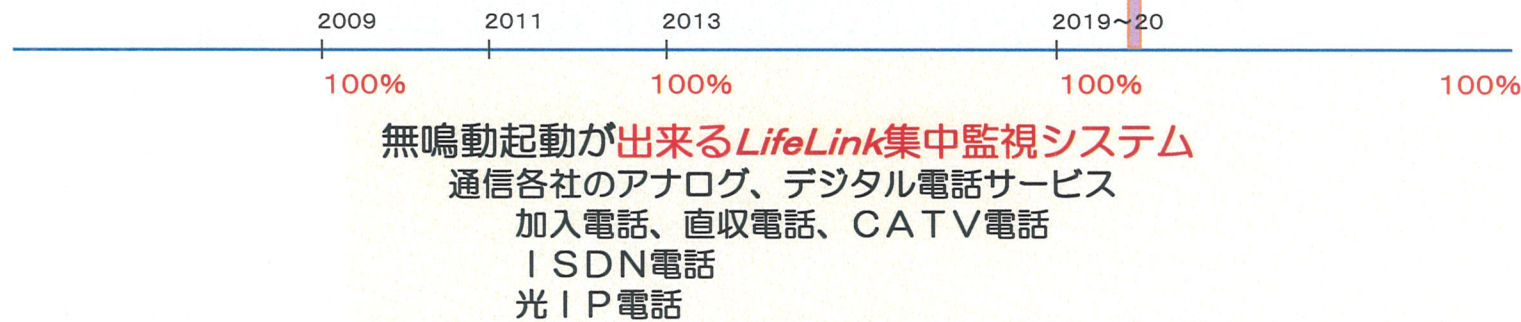 2009 2011 2013 2019~20
100% 100% 100% 100%
無鳴動起動が出来るLifeLink集中監視システム
通信各社のアナログ、デジタル電話サービス
加入電話、直収電話、CATV電話
ISDN電話
光IP電話